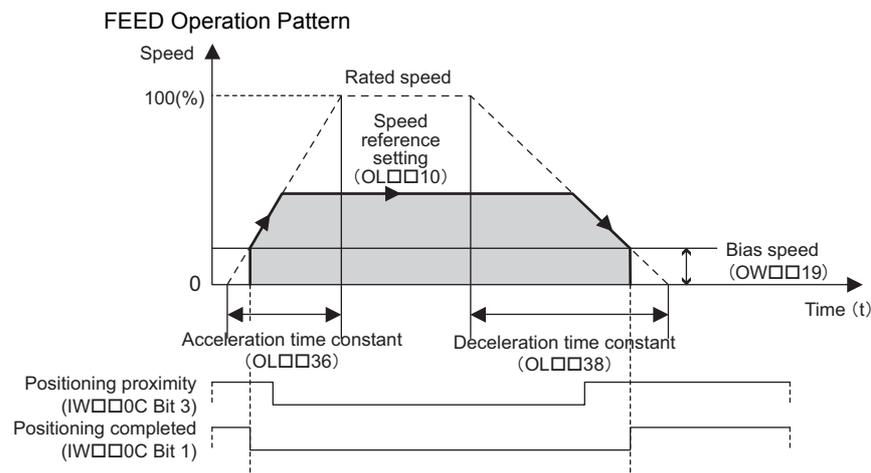 FEED Operation Pattern
Speed
Rated speed
100(%)
Speed
reference
setting
(OL□□10)
Bias speed
(OW□□19)
0
Time (t)
Acceleration time constant
(OL□□36)
Deceleration time constant
(OL□□38)
Positioning proximity
(IW□□0C Bit 3)
Positioning completed
(IW□□0C Bit 1)